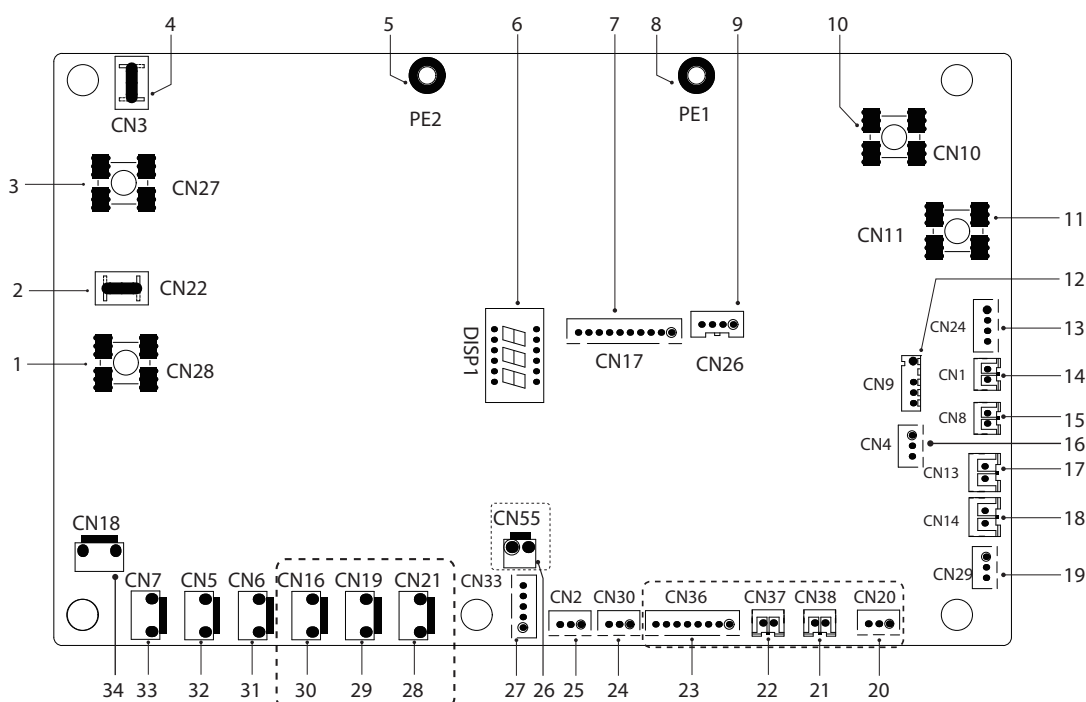 4 5 6 7 8 9 10
CN3
PE2
PE1
CN10
3
CN27
CN11
11
2
CN22
12
DISP1
CN17
CN26
CN24
13
1
CN28
CN9
CN1
14
CN8
15
CN4
16
CN13
17
CN18
CN55
CN14
18
CN7 CN5 CN6 CN16 CN19 CN21 CN33 CN2 CN30 CN36 CN37 CN38 CN20
CN29
19
34 33 32 31 30 29 28 27 26 25 24 23 22 21 20